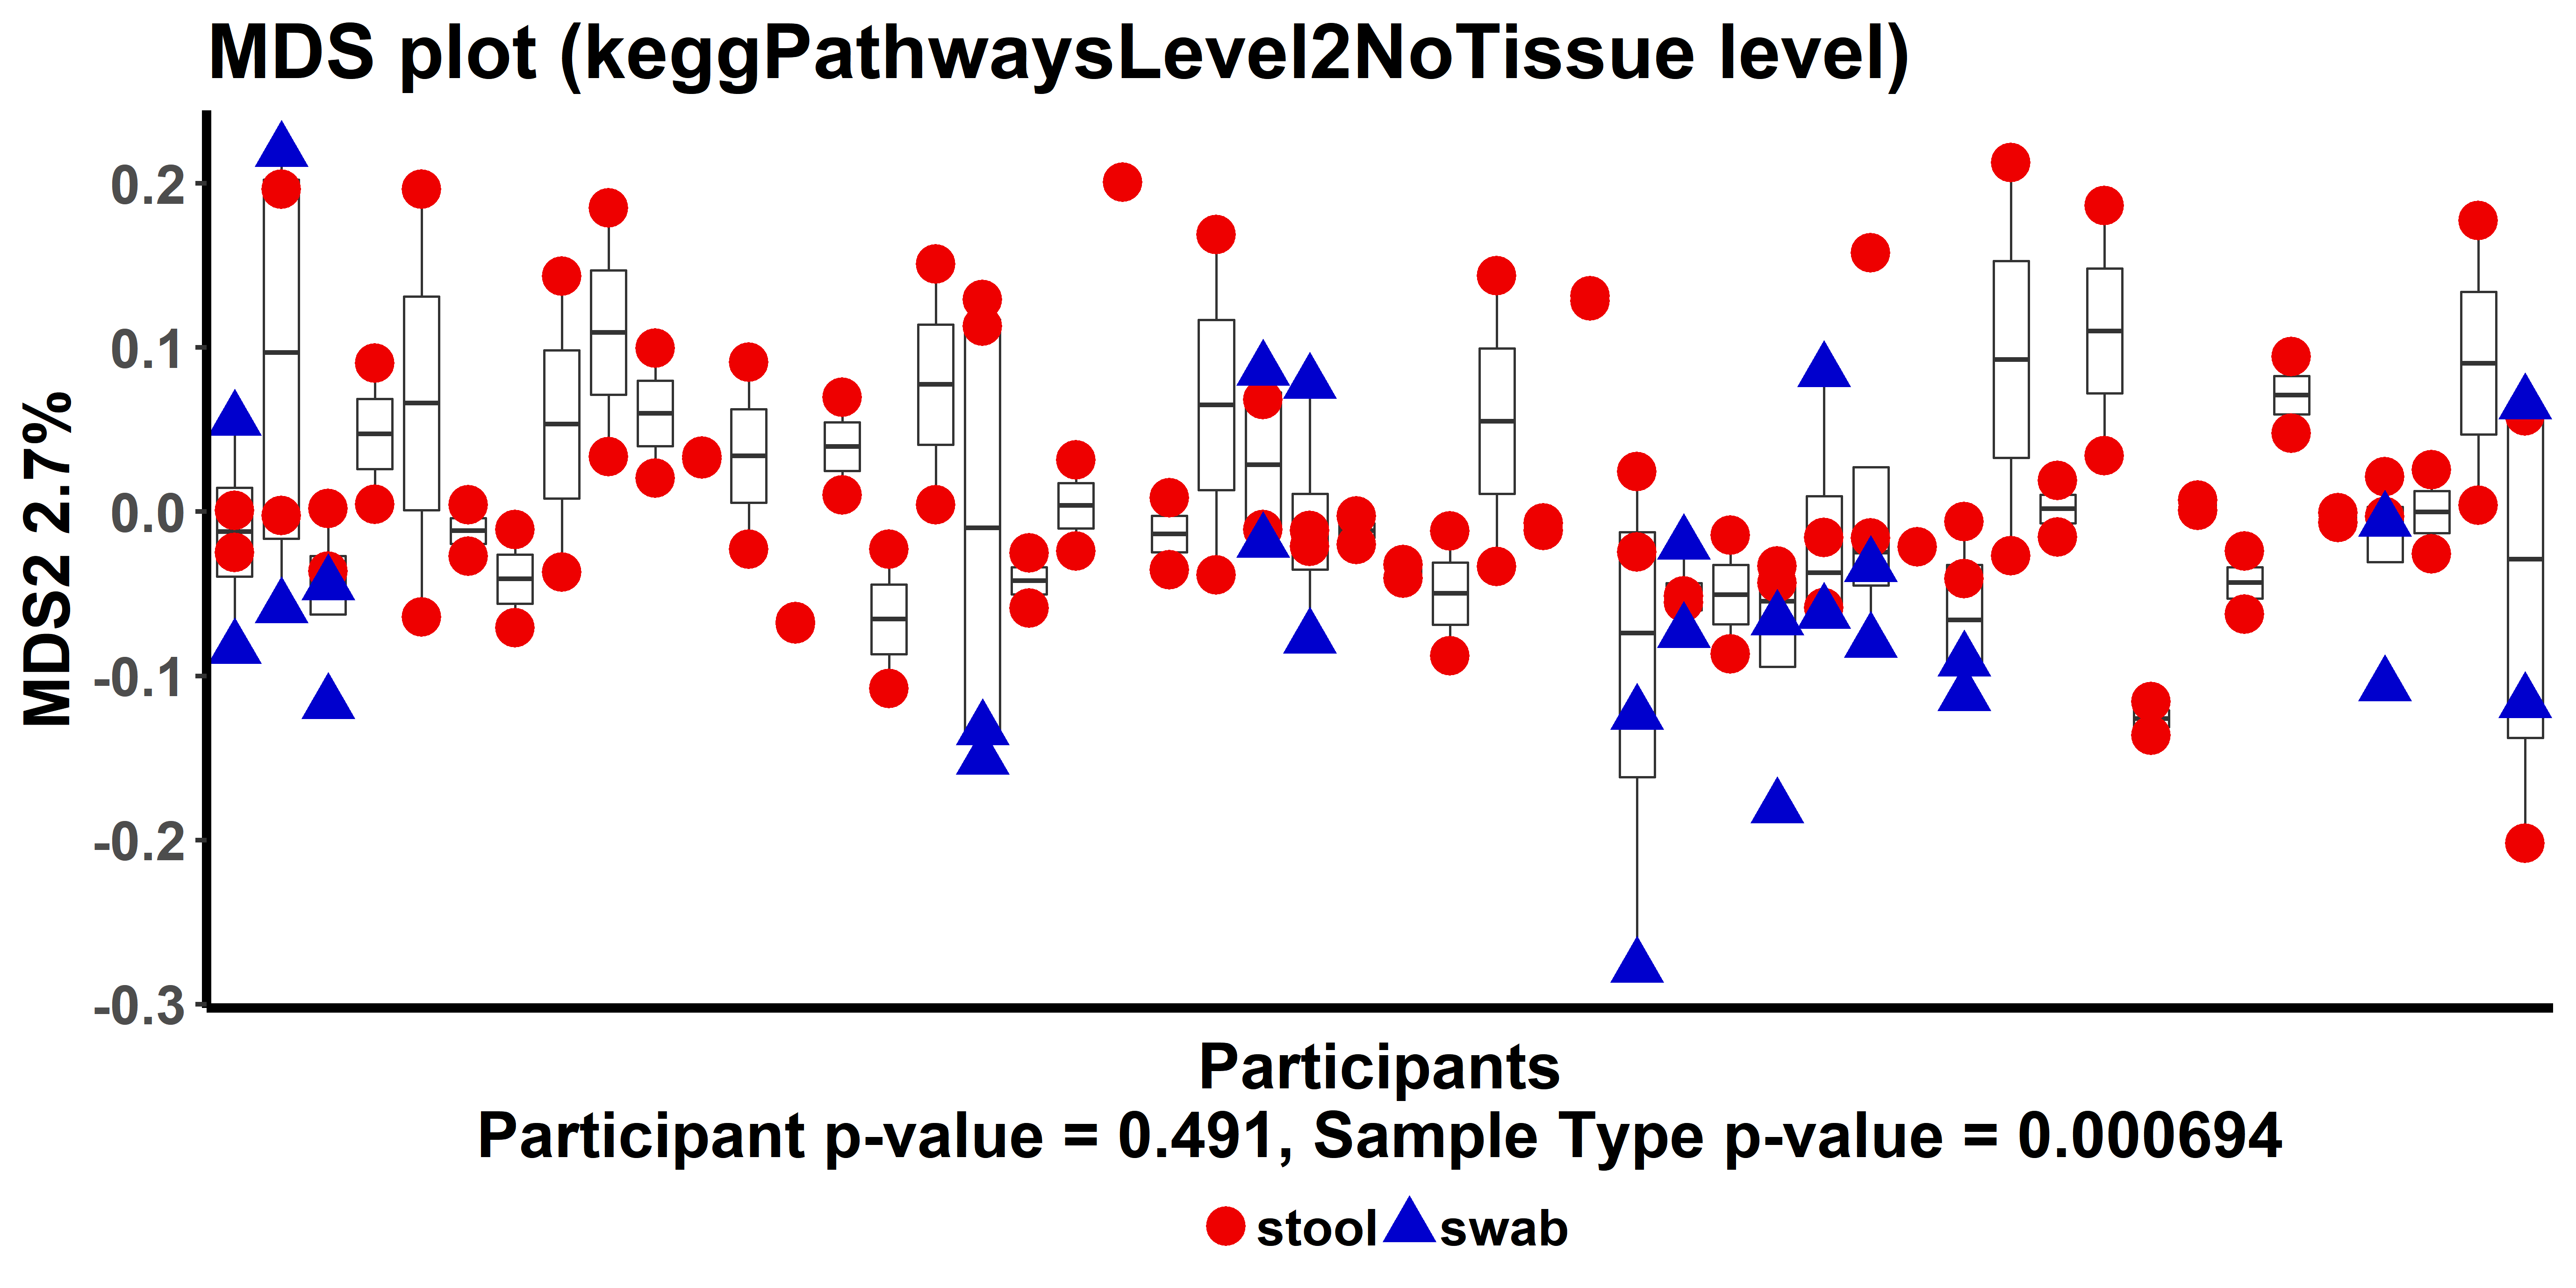 MDS plot (keggPathwaysLevel2NoTissue level)
MDS2 2.7%
0.2
0.1
0.0
-0.1
-0.2
-0.3
Participants
Participant p-value = 0.491, Sample Type p-value = 0.000694
stool swab